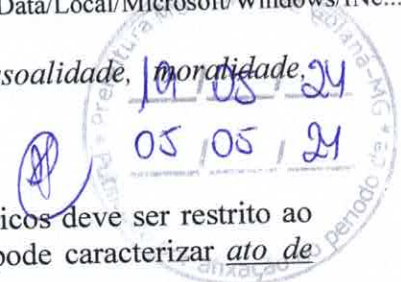 Data/Local/Microsoft/Windows/INe...
soalidade, moralidade,
19 05 24
05 05 24
icos deve ser restrito ao
pode caracterizar ato de